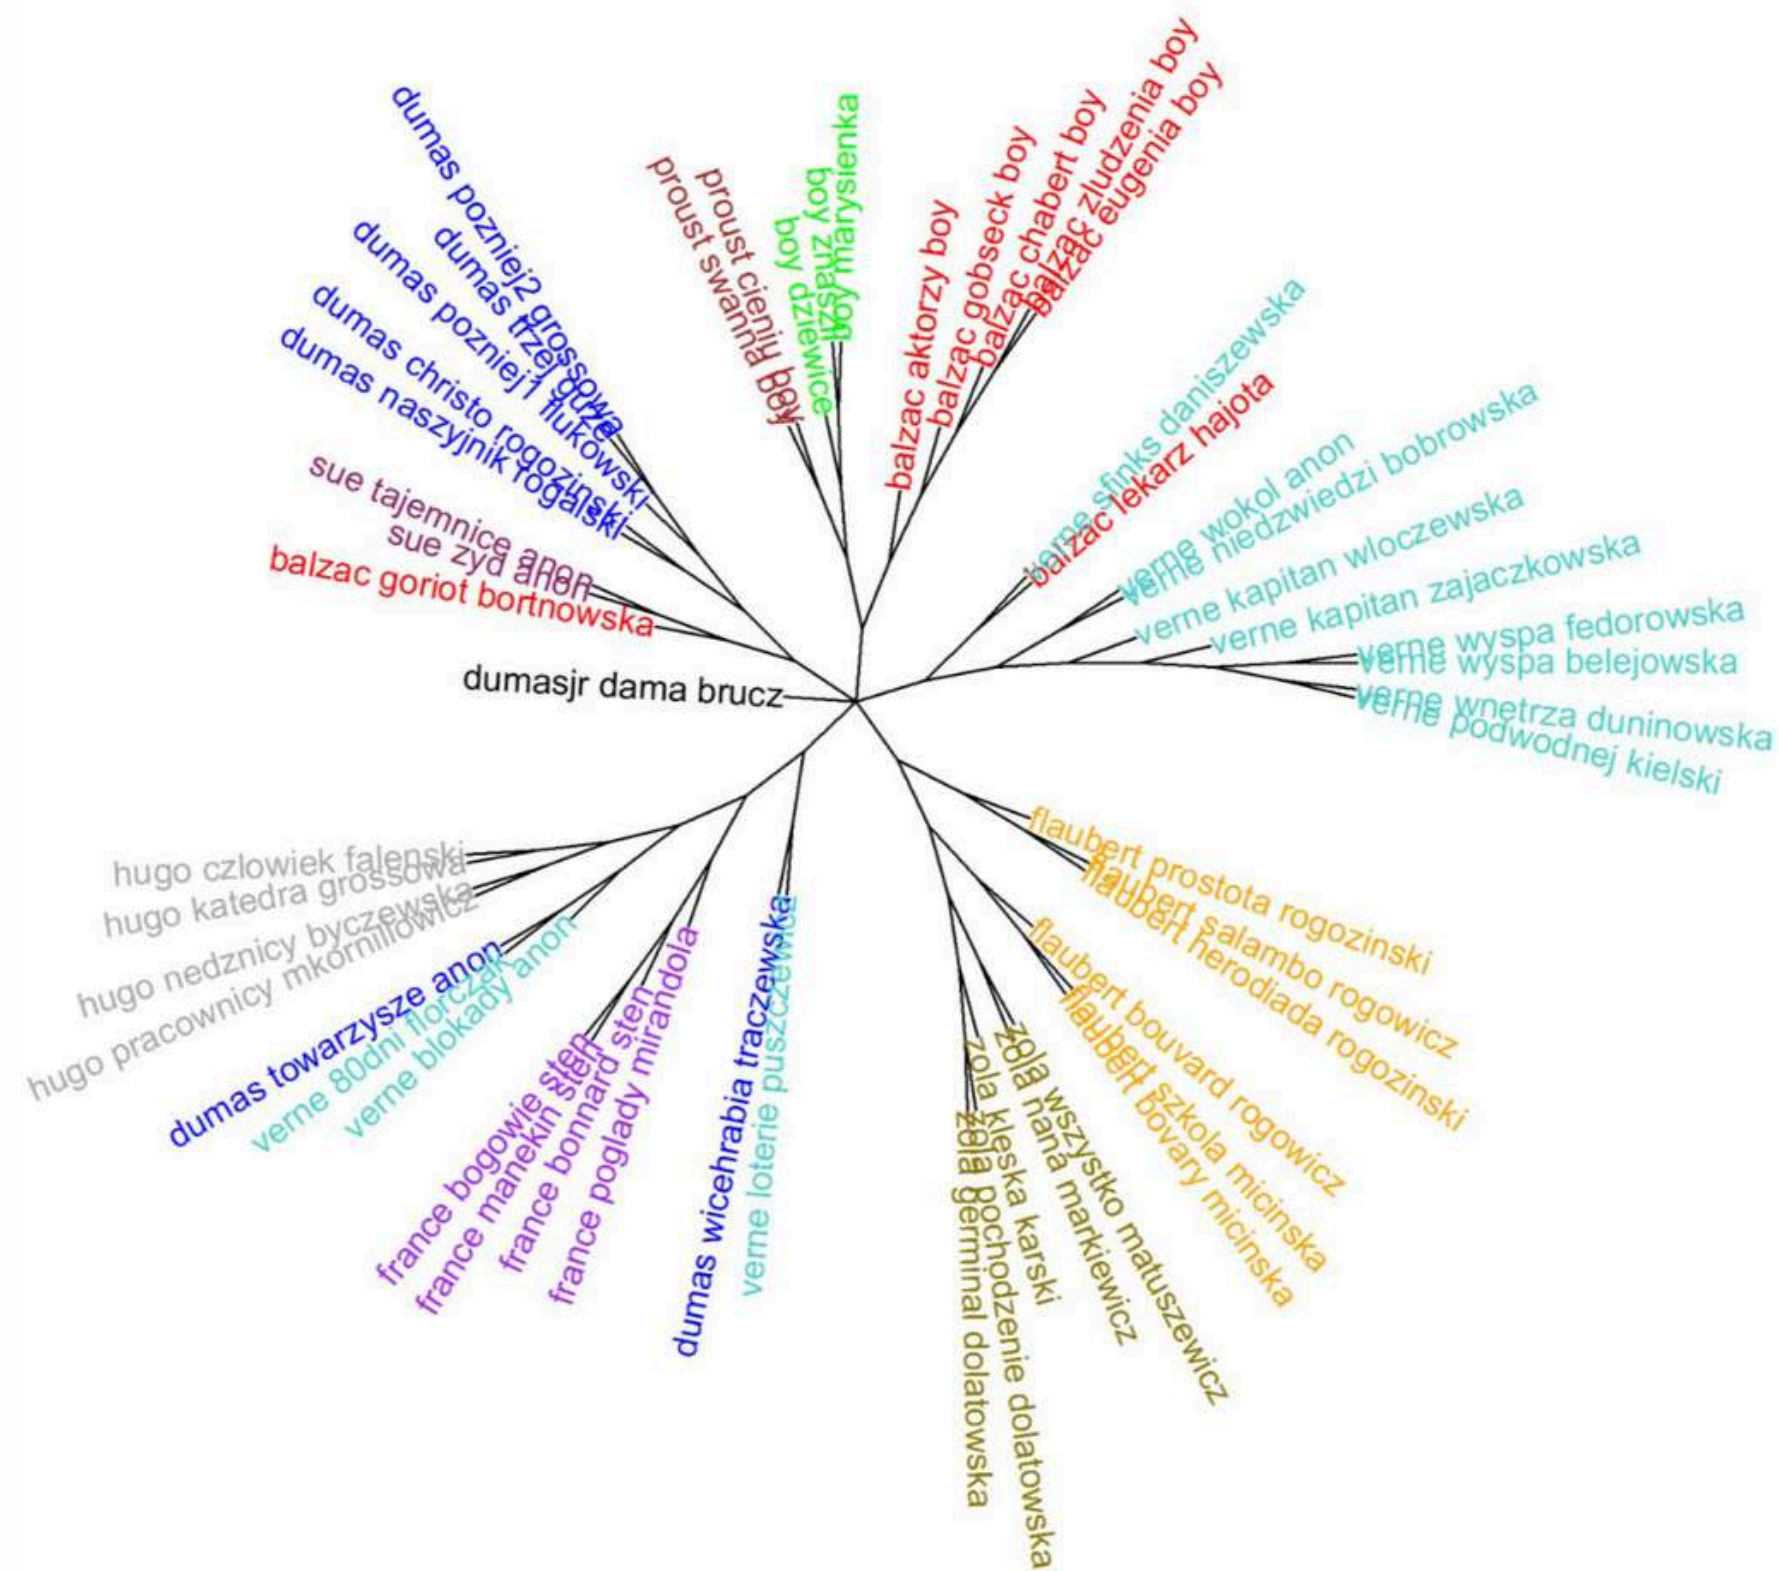 dumas pozniej2 grossowa
dumas trzej guze
dumas pozniej1 flukowski
dumas christo rogozinski
dumas naszyjnik rogalski
sue tajemnice anon
sue zyd anon
balzac goriot bortnowska
dumasjr dama brucz
proust swanna boy
proust cieniu boy
boy dziewice
boy znaszli
boy marysienka
balzac aktorzy boy
balzac gobseck boy
balzac chabert boy
balzac zludzenia boy
balzac eugenia boy
verne sfinks daniszewska
balzac lekarz hajota
verne wokol anon
verne niedzwiedzi bobrowska
verne kapitan wloczewska
verne kapitan zajaczkowska
verne wyspa fedorowska
verne wyspa belejowska
verne wnetrza duninowska
verne podwodnej kielski
flaubert prostota rogozinski
flaubert salambo rogowicz
flaubert herodiada rogozinski
flaubert bouvard rogowicz
flaubert szkola micinska
flaubert bovary micinska
zola wszystko matuszewicz
zola nana markiewicz
zola kleska karski
zola pochodzenie dolatowska
zola germinal dolatowska
verne loterie puszczewicz
dumas wicehrabia traczewska
france poglady mirandola
france bonnard sten
france manekin sten
france bogowie sten
verne blokady anon
verne 80dni florczak
dumas towarzysze anon
hugo pracownicy mkornillowicz
hugo nedznicy byczewska
hugo katedra grossowa
hugo czlowiek falenski